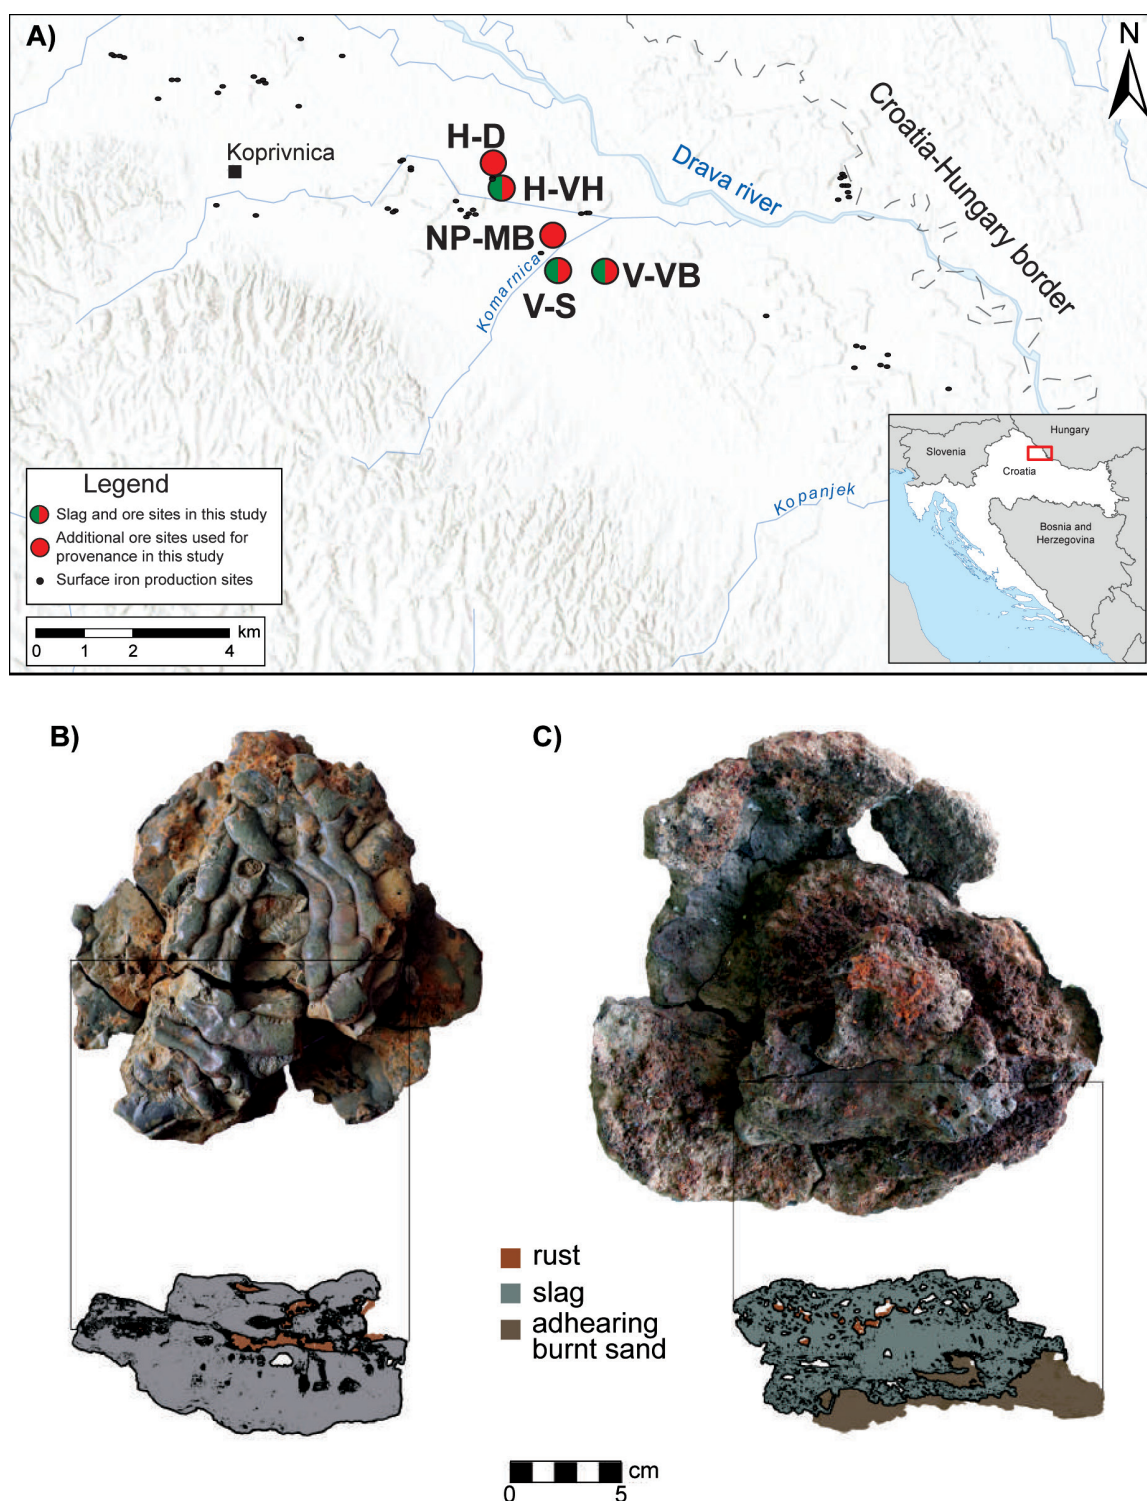 A)
N
Koprivnica
H-D
H-VH
NP-MB
V-S
V-VB
Drava river
Croatia-Hungary border
Komarnica
Kopanjek
Legend
Slag and ore sites in this study
Additional ore sites used for
provenance in this study
Surface iron production sites
km
0 1 2 4
Hungary
Slovenia
Croatia
Bosnia and
Herzegovina
B)
C)
rust
slag
adhearing
burnt sand
cm
0 5